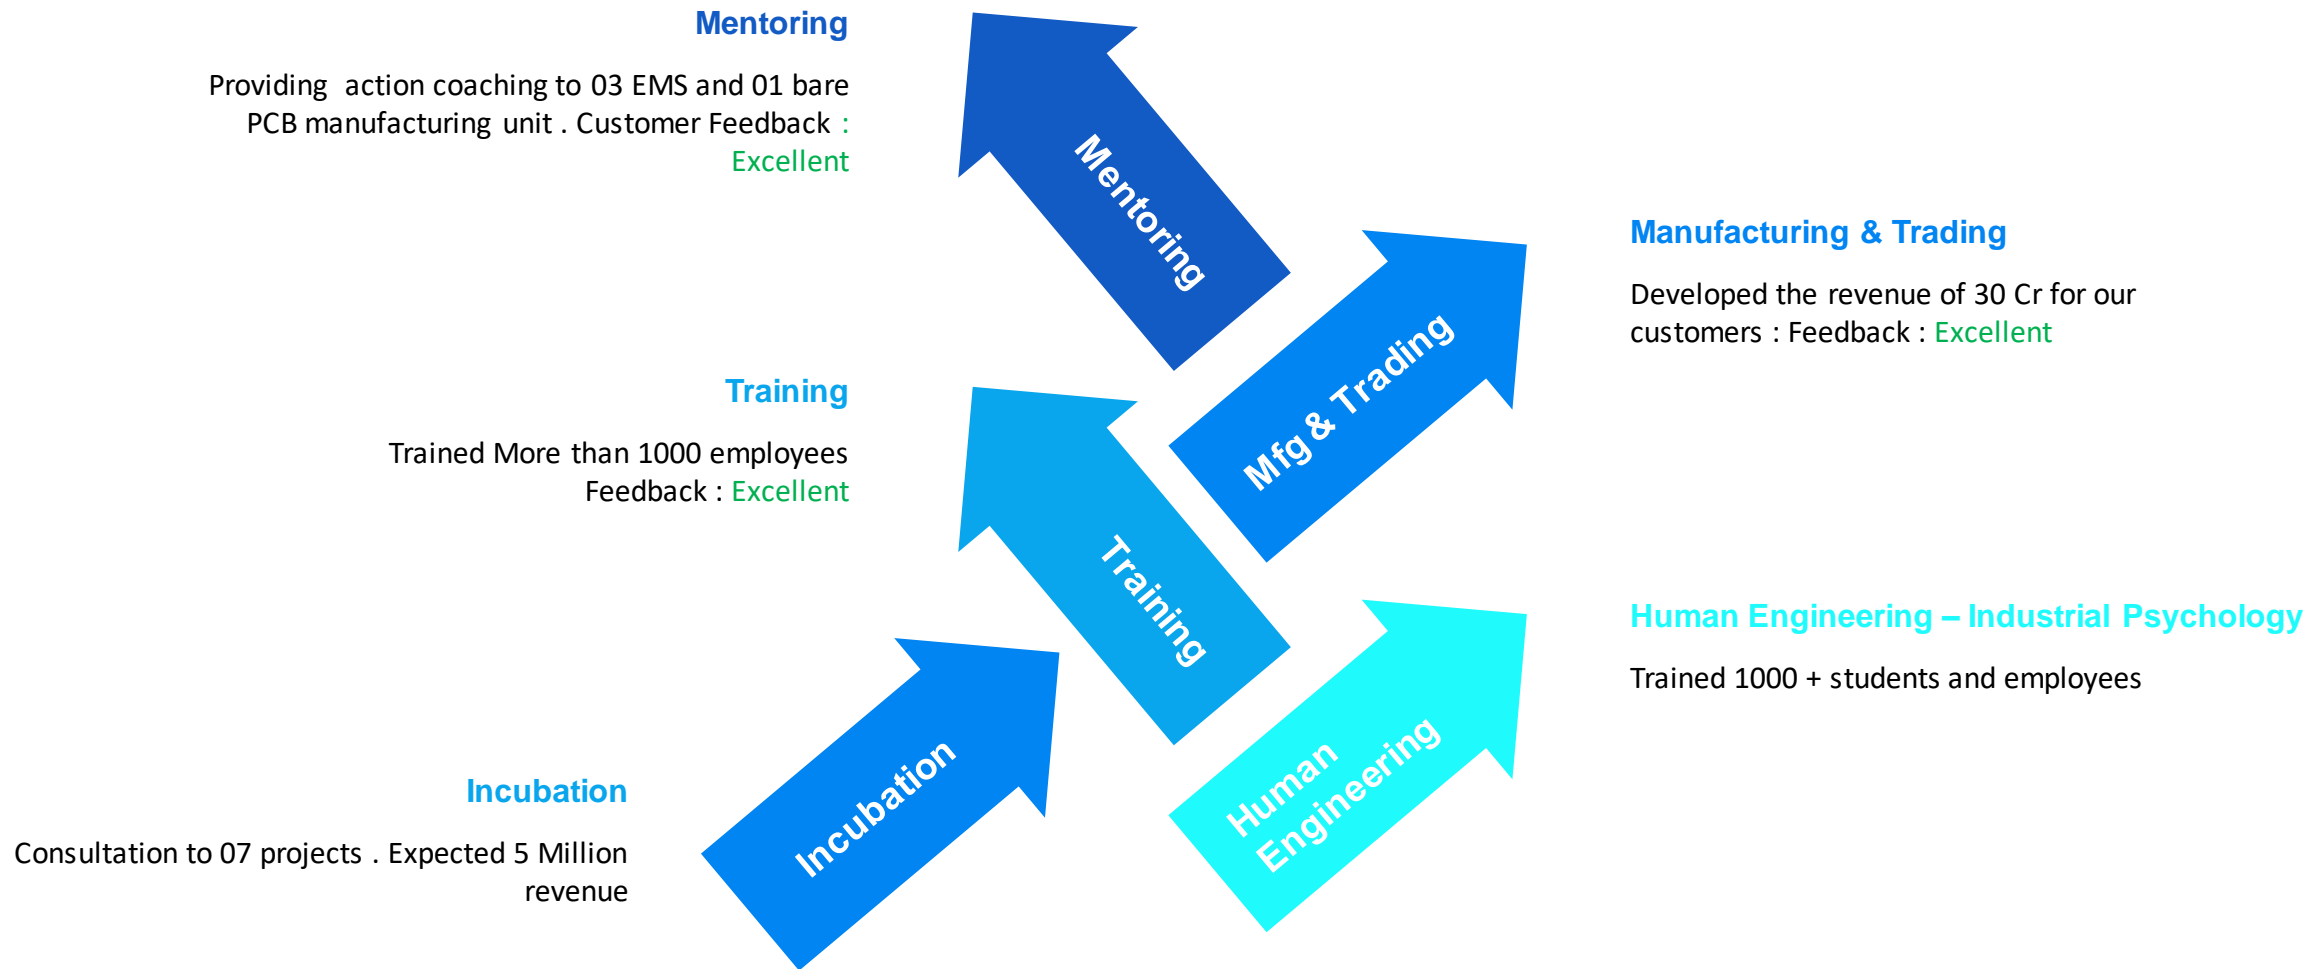 Mentoring
Providing action coaching to 03 EMS and 01 bare
PCB manufacturing unit . Customer Feedback :
Excellent
Mentoring
Manufacturing & Trading
Developed the revenue of 30 Cr for our
customers : Feedback : Excellent
Mfg & Trading
Training
Trained More than 1000 employees
Feedback : Excellent
Training
Human Engineering – Industrial Psychology
Trained 1000 + students and employees
Human
Engineering
Incubation
Consultation to 07 projects . Expected 5 Million
revenue
Incubation